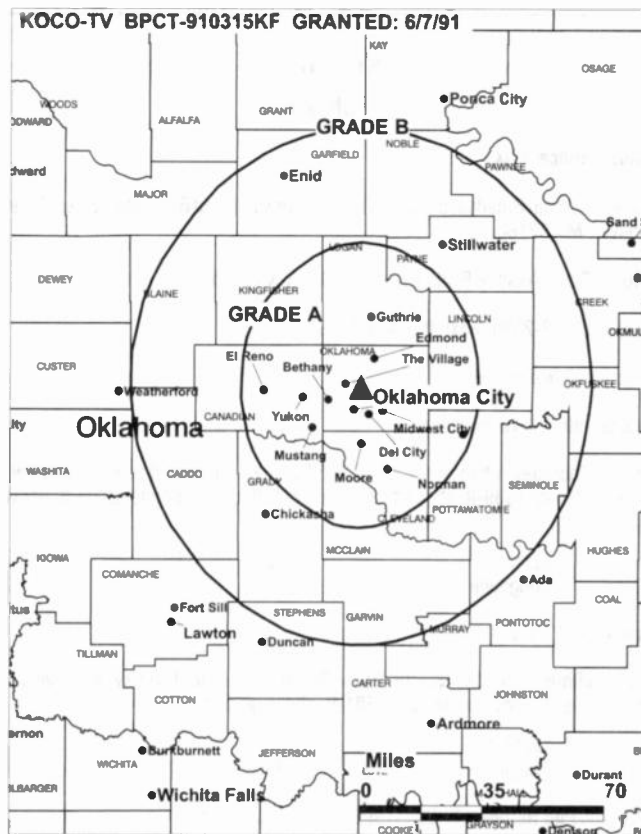 KOCO-TV BPCT-910315KF GRANTED: 6/7/91
KAY
OSAGE
WOODS
Ponca City
GRANT
ALFALFA
GRADE B
NOBLE
GARFIELD
PAWNEE
Enid
MAJOR
LOGAN
Stillwater
PAYNE
DEWEY
KINGFISHER
BLAINE
CREEK
GRADE A
Guthrie
LINCOLN
Edmond
OKLAHOMA
El Reno
The Village
CUSTER
Bethany
OKFUSKEE
Weatherford
Oklahoma City
CANADIAN
Yukon
Oklahoma
Midwest City
Mustang
Del City
WASHITA
CADDO
Moore
Norman
GRADY
SEMINOLE
POTTAWATOMIE
Chickasha
CLEVELAND
MCCLAIN
HUGHES
KIOWA
COMANCHE
Ada
COAL
Fort Sill
STEPHENS
GARVIN
PONTOTOC
Lawton
MURRAY
Duncan
TILLMAN
CARTER
JOHNSTON
COTTON
Ardmore
Burkburnett
JEFFERSON
WICHITA
Miles
Durant
0 35 70
Wichita Falls
COOKE
GRAYSON
Denison